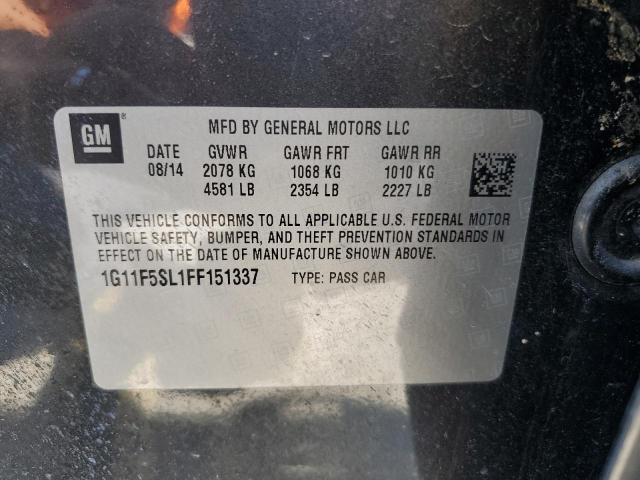 GM
MFD BY GENERAL MOTORS LLC
DATE GVWR GAWR FRT GAWR RR
08/14 2078 KG 1068 KG 1010 KG
4581 LB 2354 LB 2227 LB
THIS VEHICLE CONFORMS TO ALL APPLICABLE U.S. FEDERAL MOTOR
VEHICLE SAFETY, BUMPER, AND THEFT PREVENTION STANDARDS IN
EFFECT ON THE DATE OF MANUFACTURE SHOWN ABOVE.
1G11F5SL1FF151337 TYPE: PASS CAR